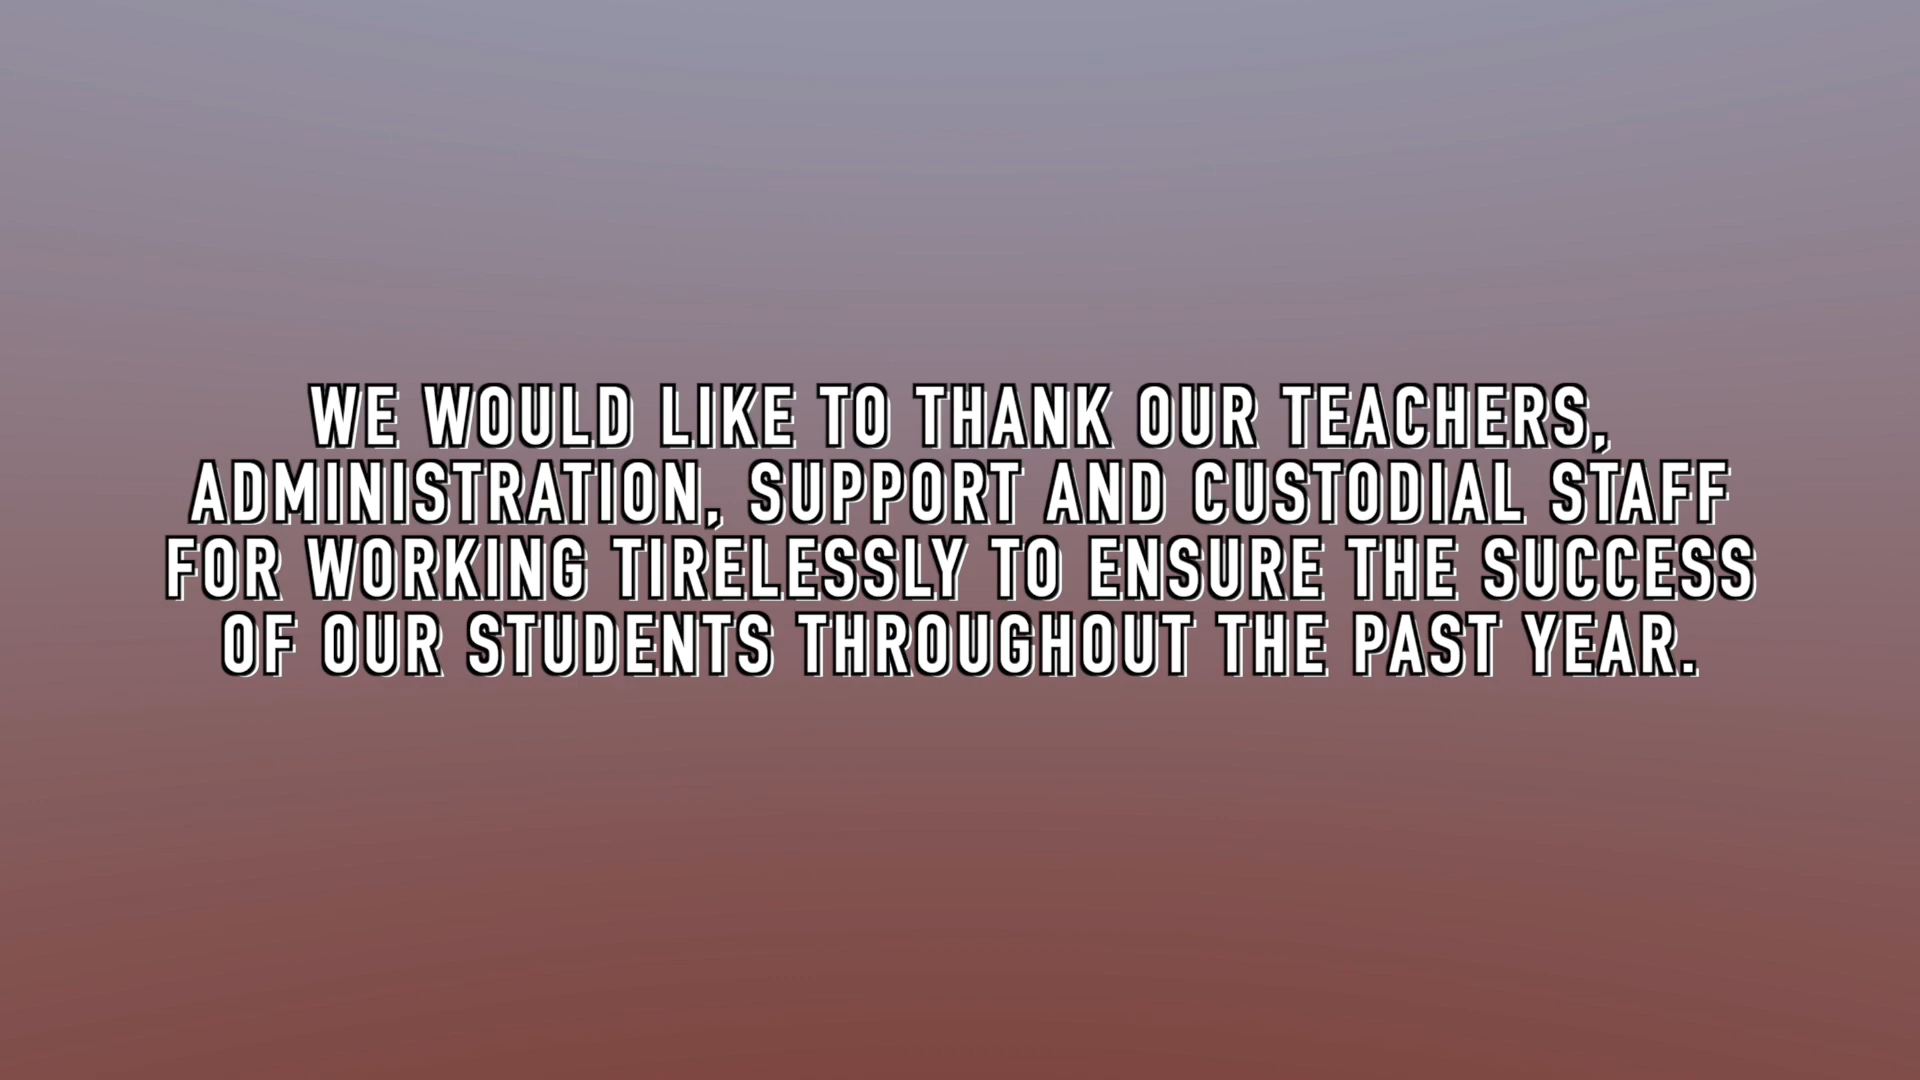 WE WOULD LIKE TO THANK OUR TEACHERS,
ADMINISTRATION, SUPPORT AND CUSTODIAL STAFF
FOR WORKING TIRELESSLY TO ENSURE THE SUCCESS
OF OUR STUDENTS THROUGHOUT THE PAST YEAR.